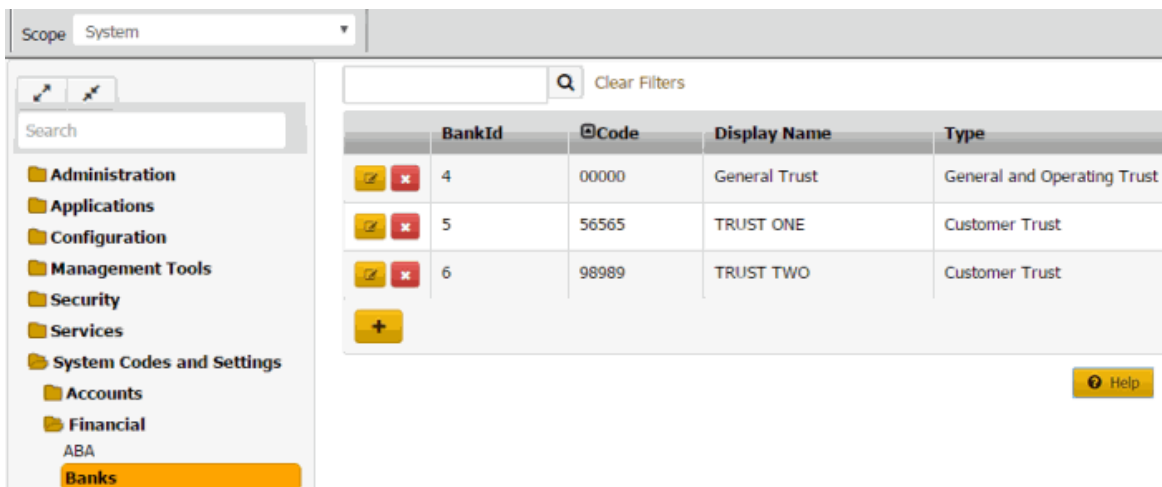 Scope System
Clear Filters
Search
BankId Code Display Name Type
Administration
4 00000 General Trust General and Operating Trust
Applications
5 56565 TRUST ONE Customer Trust
Configuration
Management Tools
6 98989 TRUST TWO Customer Trust
Security
Services
System Codes and Settings
Accounts
Help
Financial
ABA
Banks